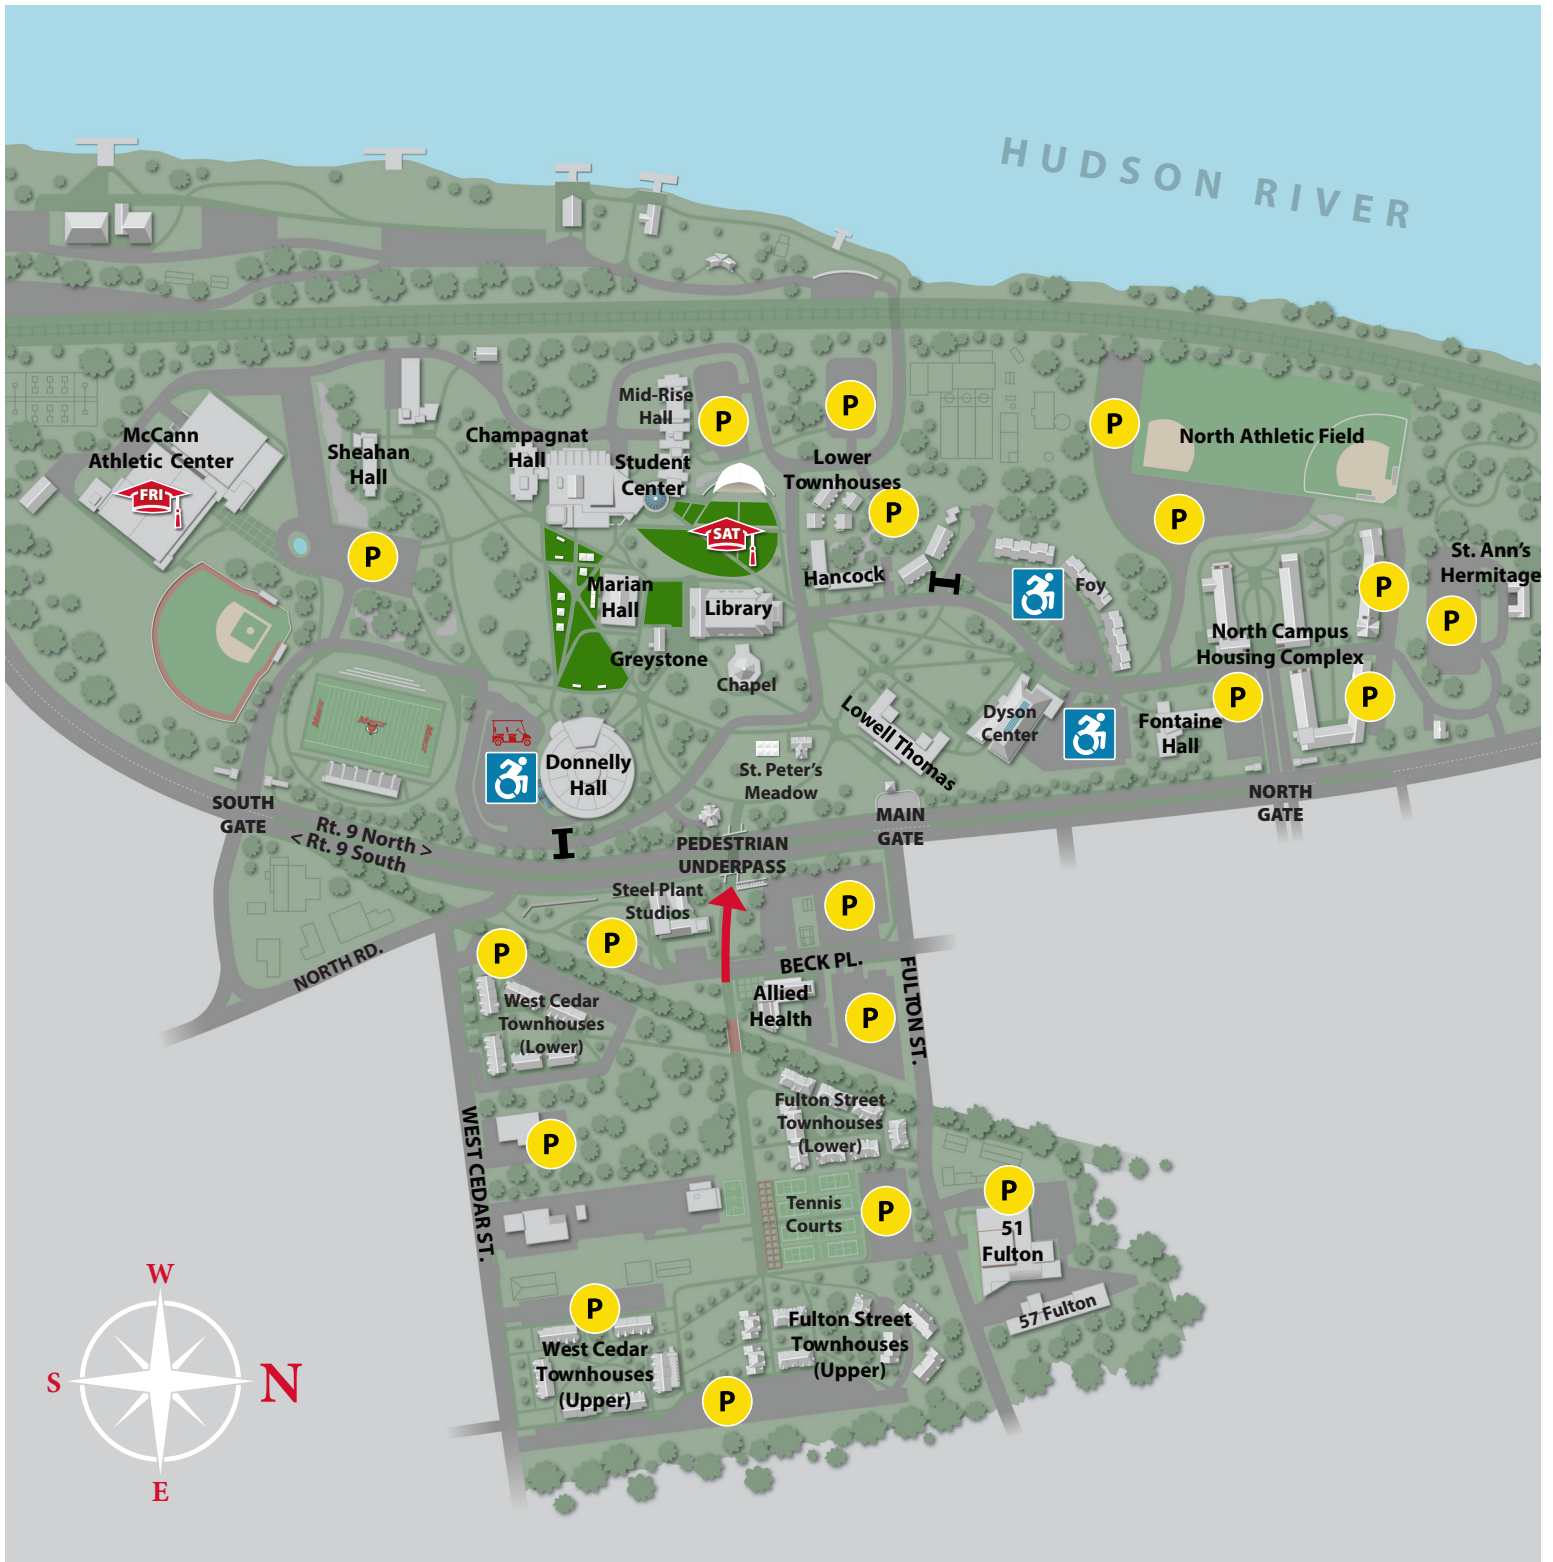 HUDSON RIVER
Mid-Rise
Hall
P
P
P
North Athletic Field
McCann
Athletic Center
FRI
Sheahan
Hall
Champagnat
Hall
Student
Center
Lower
Townhouses
P
P
SAT
P
St. Ann's
Hermitage
Hancock
Foy
P
P
Marian
Hall
Library
North Campus
Housing Complex
Greystone
Chapel
P
P
Lowell Thomas
Dyson
Center
Fontaine
Hall
Marist
Marist
Marist
Donnelly
Hall
St. Peter's
Meadow
SOUTH
GATE
Rt. 9 North >
< Rt. 9 South
MAIN
GATE
NORTH
GATE
PEDESTRIAN
UNDERPASS
Steel Plant
Studios
P
P
P
NORTH RD.
BECK PL.
FULTON ST.
Allied
Health
P
West Cedar
Townhouses
(Lower)
Fulton Street
Townhouses
(Lower)
WEST CEDAR ST.
P
P
Tennis
Courts
P
51
Fulton
57 Fulton
P
West Cedar
Townhouses
(Upper)
Fulton Street
Townhouses
(Upper)
P
W
S
N
E